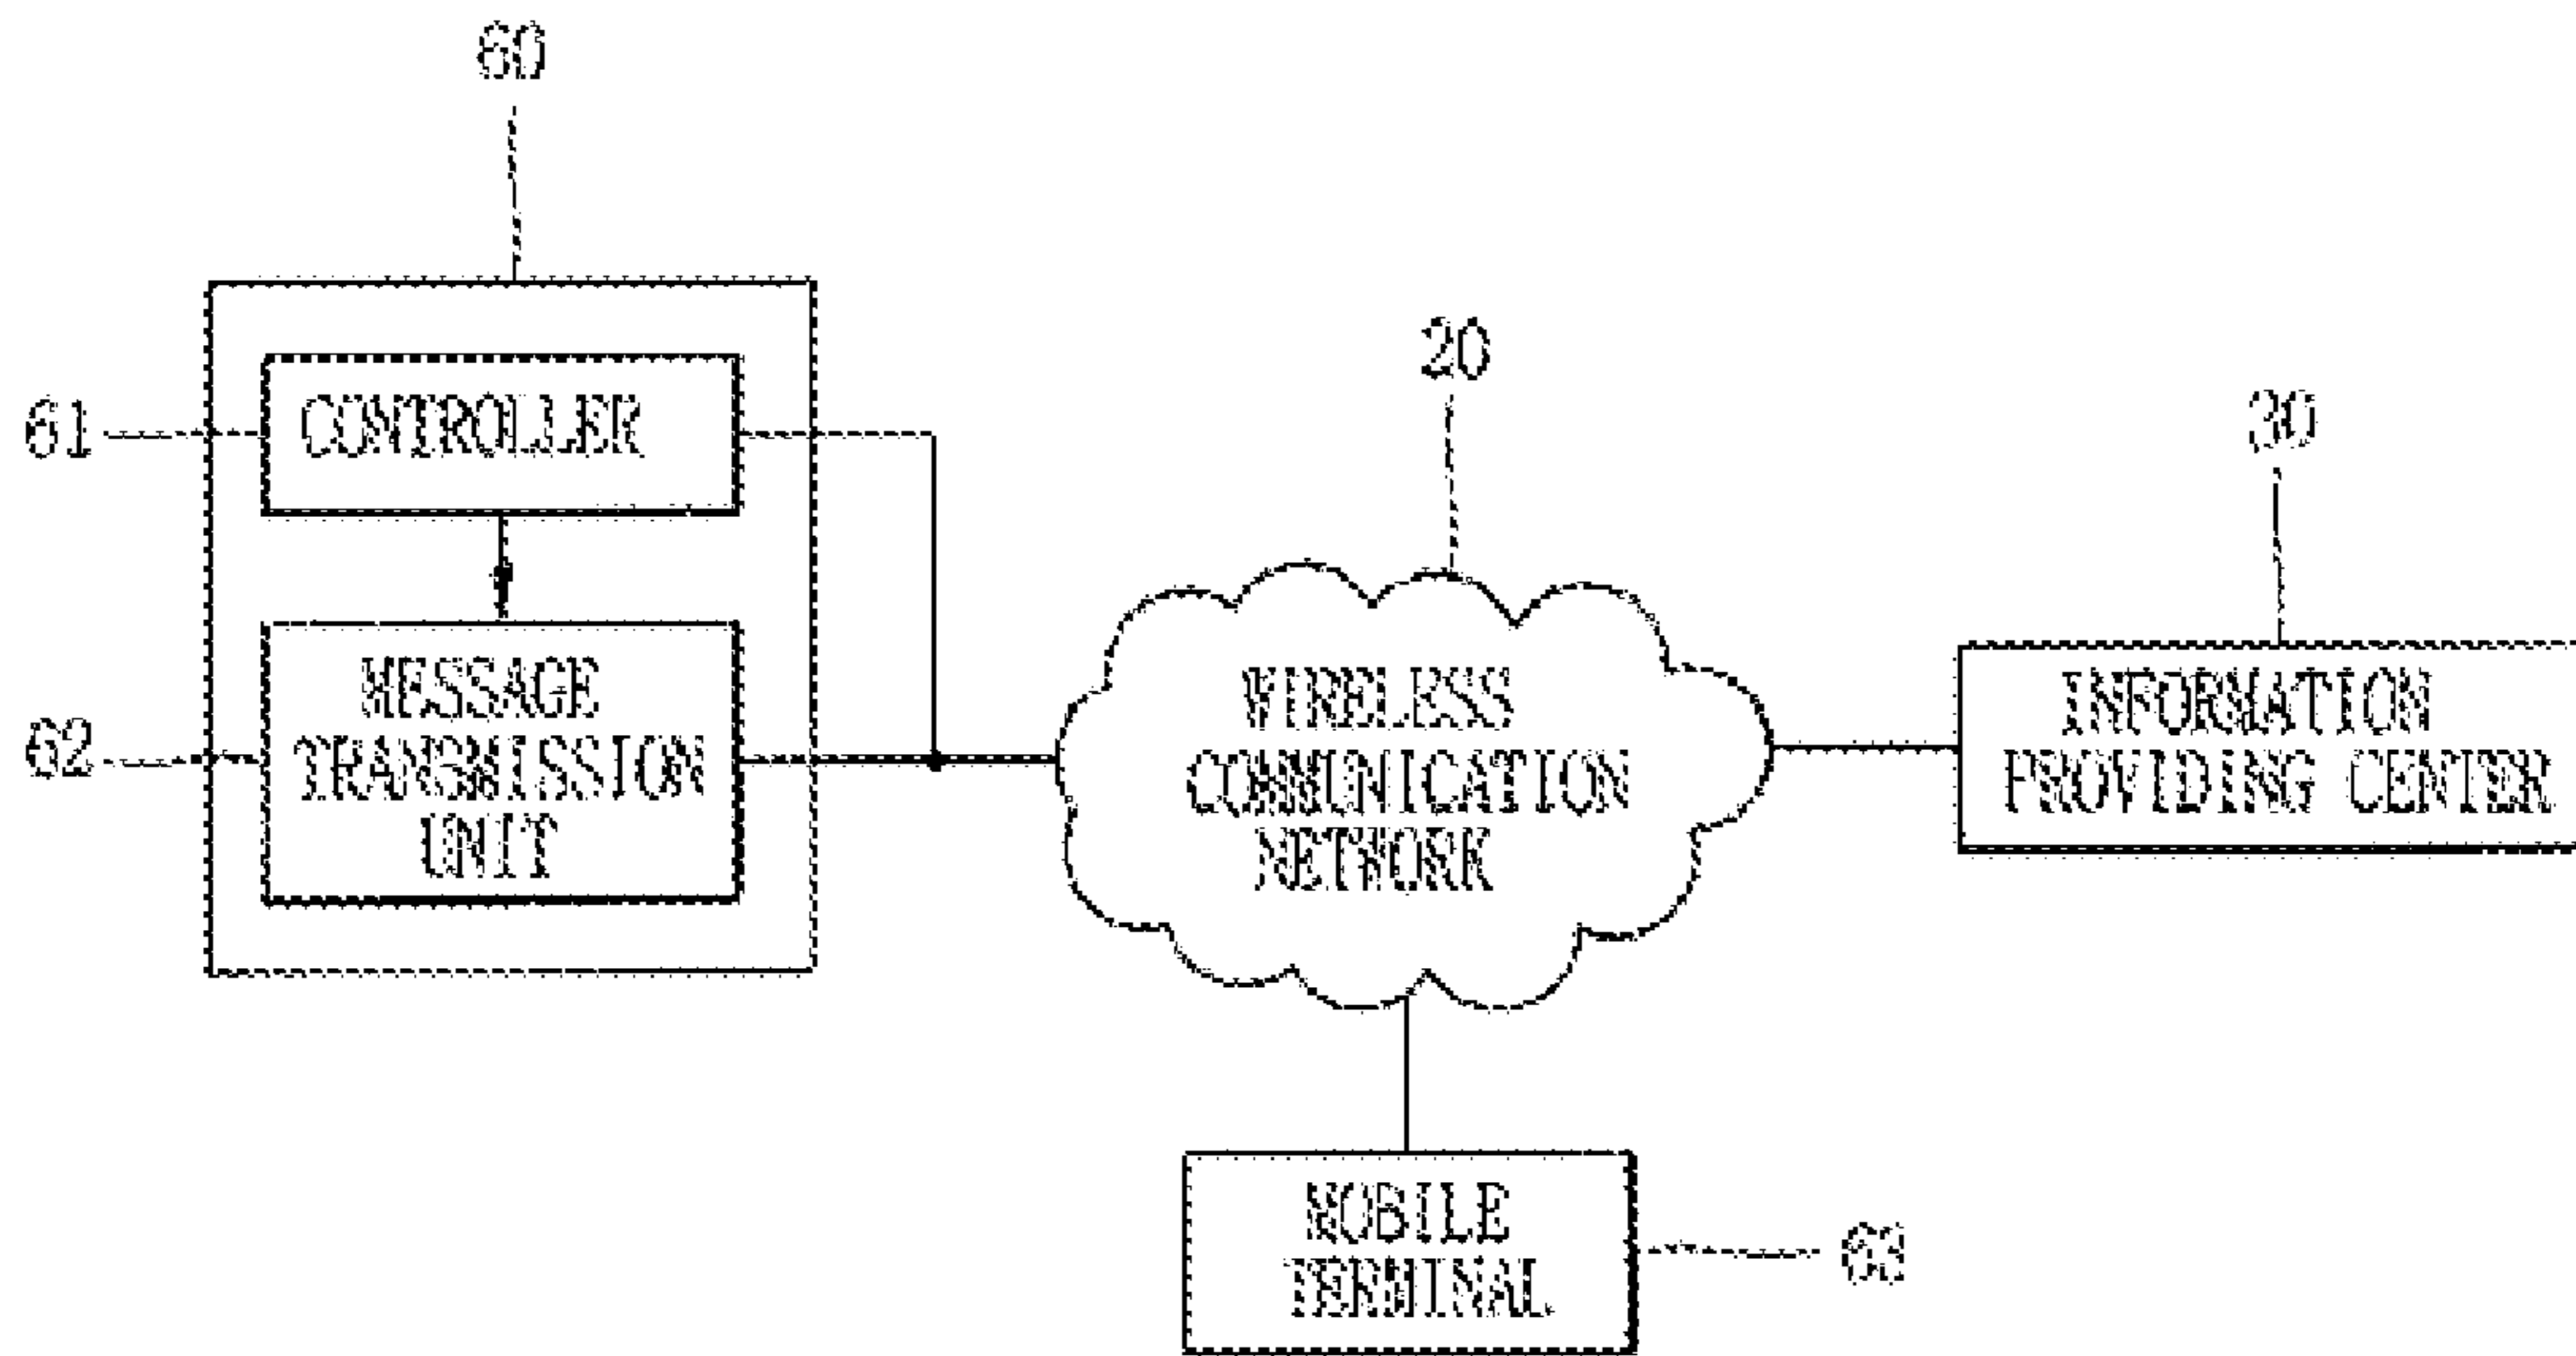 60
20
30
61
CONTROLLER
62
MESSAGE
TRANSMISSION
UNIT
WIRELESS
COMMUNICATION
NETWORK
INFORMATION
PROVIDING CENTER
MOBILE
TERMINAL
63